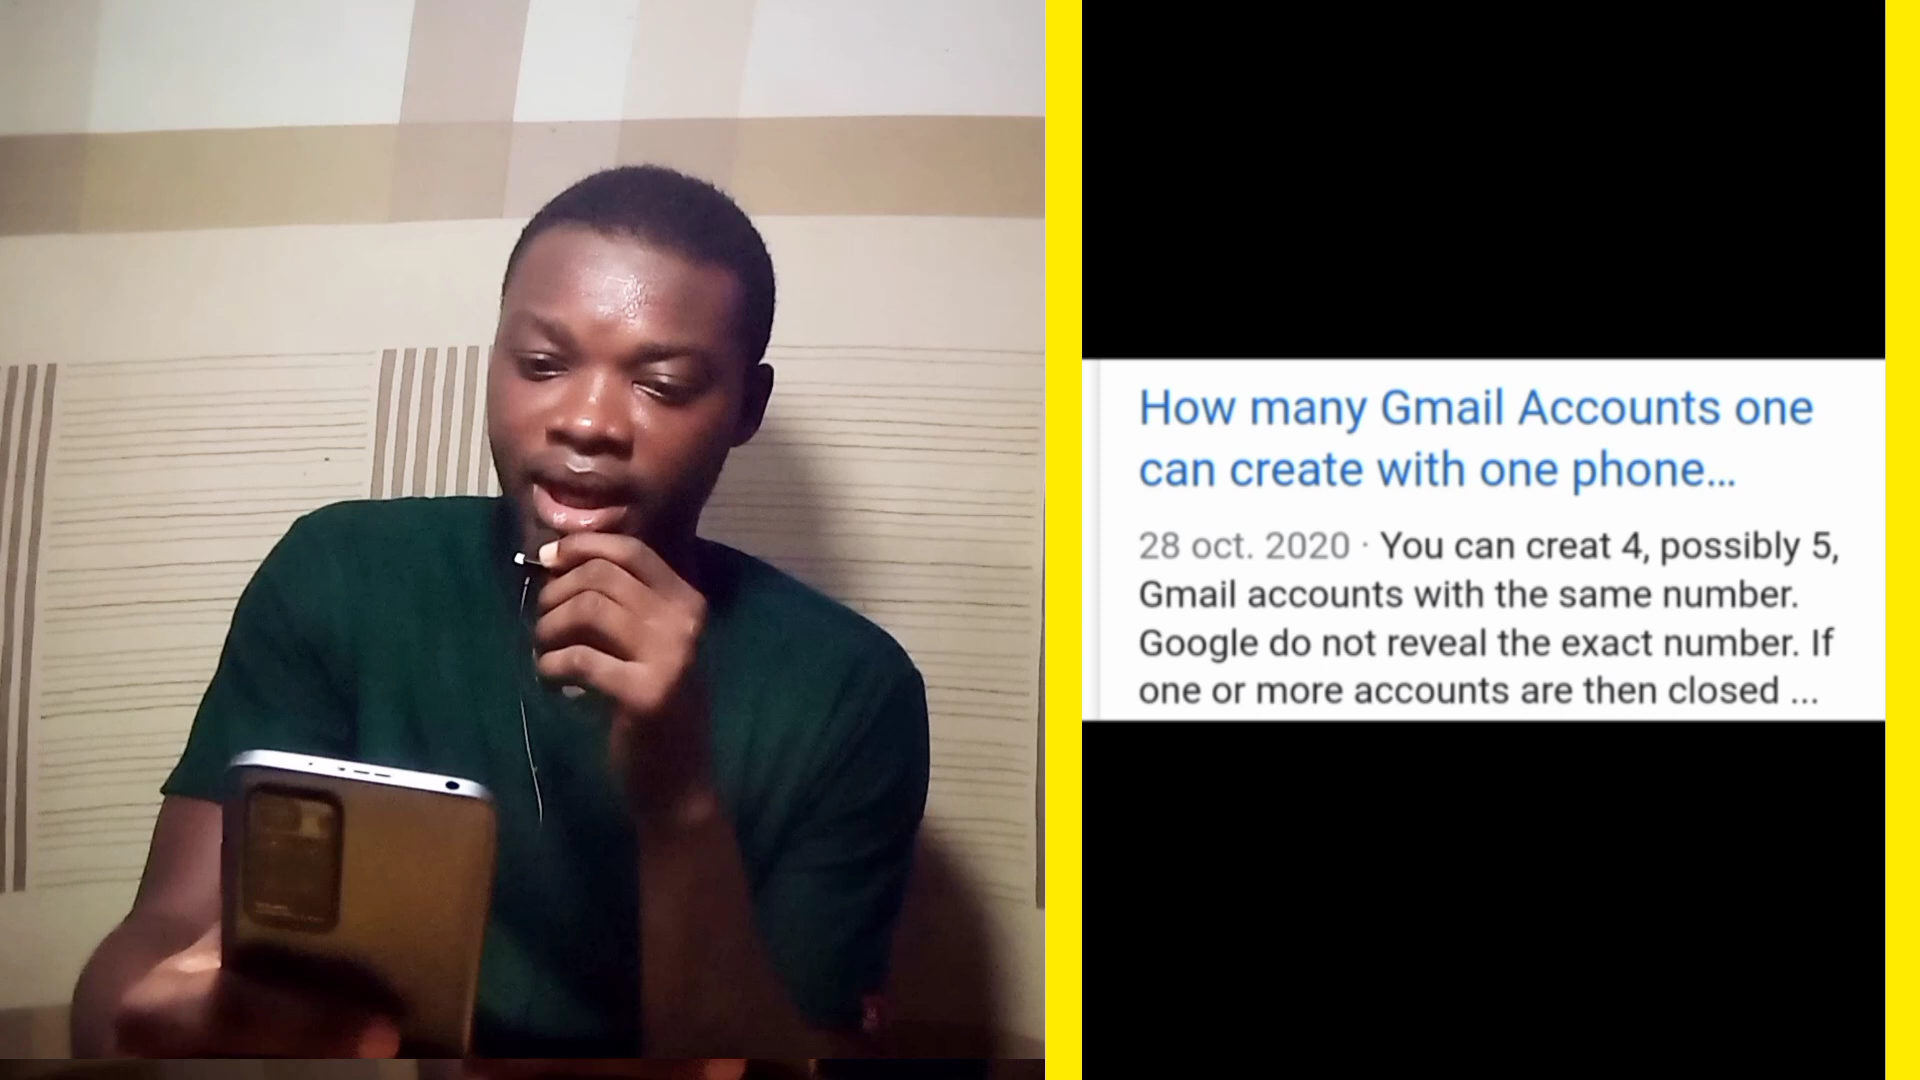 How many Gmail Accounts one
can create with one phone...
28 oct. 2020 · You can creat 4, possibly 5,
Gmail accounts with the same number.
Google do not reveal the exact number. If
one or more accounts are then closed ...